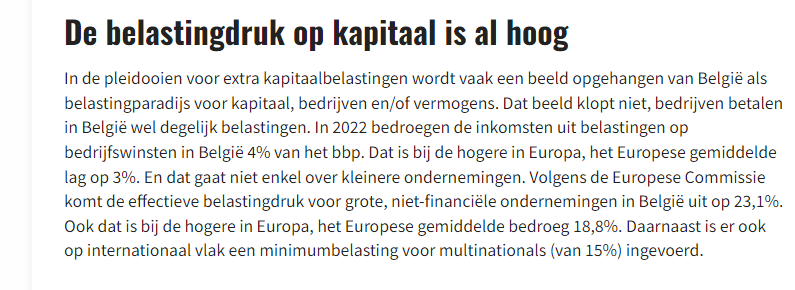 De belastingdruk op kapitaal is al hoog
In de pleidooien voor extra kapitaalbelastingen wordt vaak een beeld opgehangen van België als
belastingparadijs voor kapitaal, bedrijven en/of vermogens. Dat beeld klopt niet, bedrijven betalen
in België wel degelijk belastingen. In 2022 bedroegen de inkomsten uit belastingen op
bedrijfswinsten in België 4% van het bbp. Dat is bij de hogere in Europa, het Europese gemiddelde
lag op 3%. En dat gaat niet enkel over kleinere ondernemingen. Volgens de Europese Commissie
komt de effectieve belastingdruk voor grote, niet-financiële ondernemingen in België uit op 23,1%.
Ook dat is bij de hogere in Europa, het Europese gemiddelde bedroeg 18,8%. Daarnaast is er ook
op internationaal vlak een minimumbelasting voor multinationals (van 15%) ingevoerd.